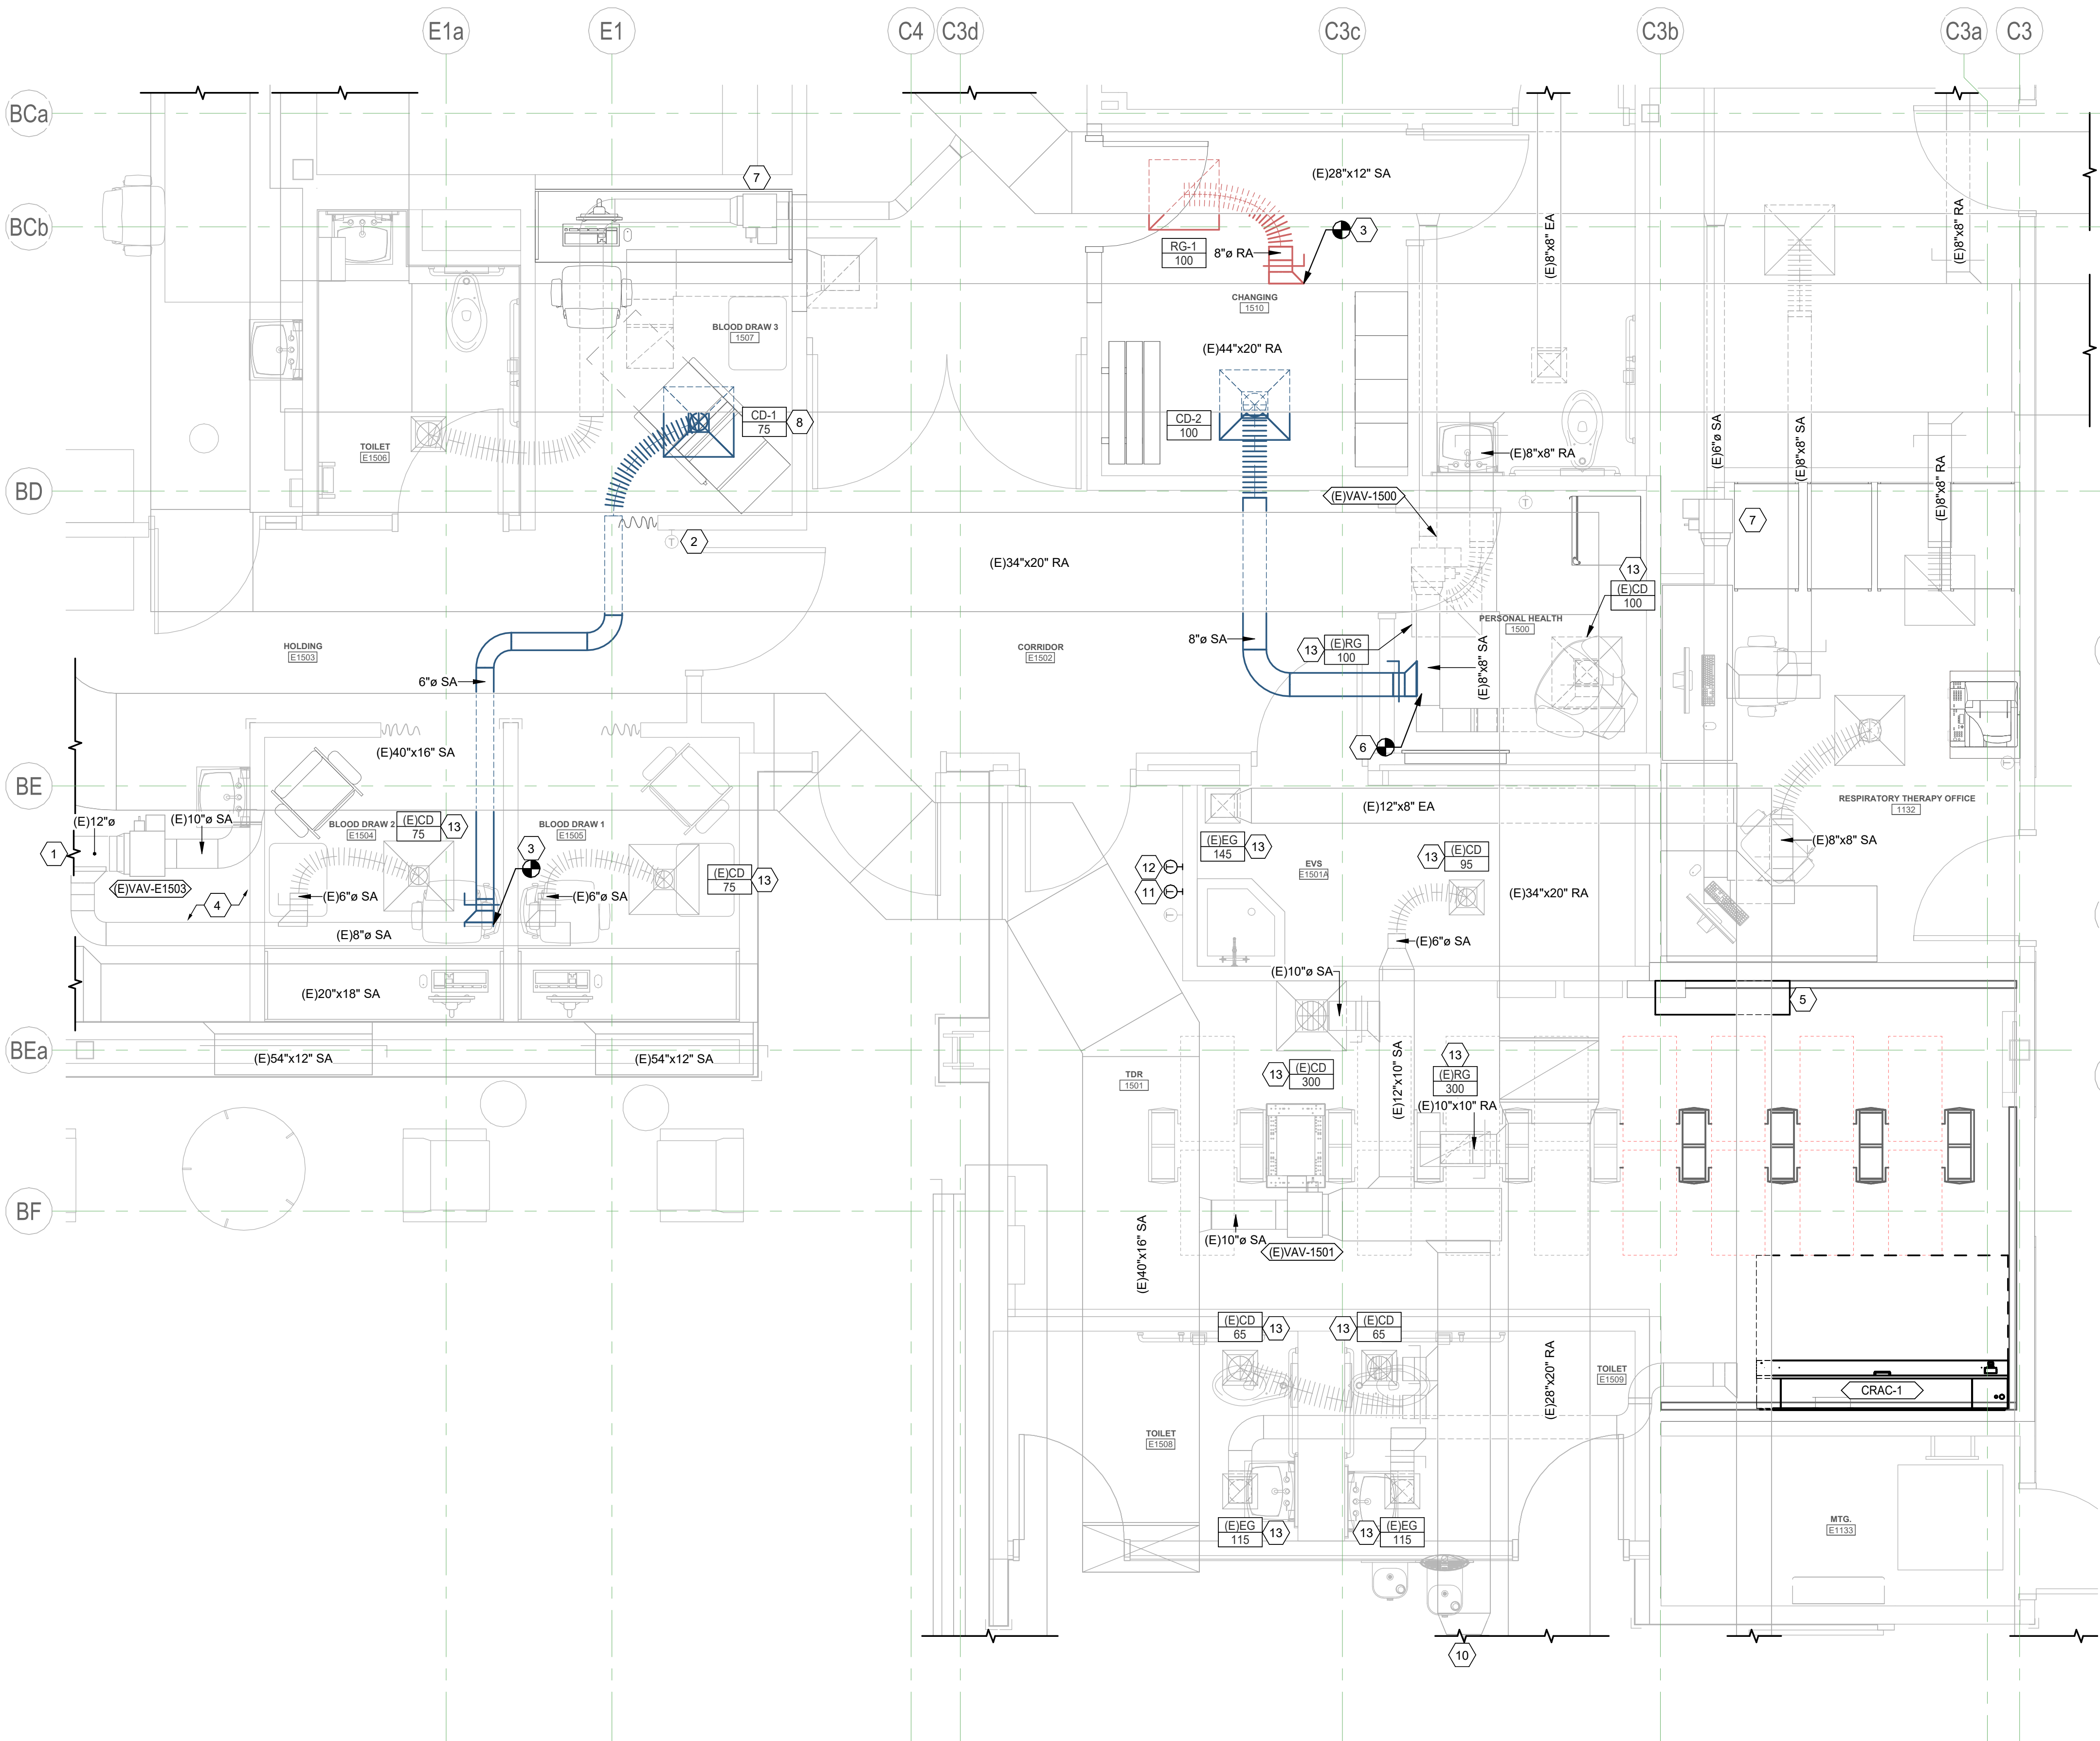 E1a
E1
C4
C3d
C3c
C3b
C3a
C3
BCa
BCb
BD
BE
BEa
BF
7
(E)28"x12" SA
3
RG-1
100
8"ø RA
(E)8"x8" EA
(E)8"x8" RA
CHANGING
1510
BLOOD DRAW 3
1507
(E)44"x20" RA
CD-1
75
8
CD-2
100
TOILET
E1506
(E)8"x8" RA
(E)6"ø SA
(E)8"x8" SA
(E)8"x8" RA
(E)VAV-1500
T
2
T
7
(E)34"x20" RA
13
(E)CD
100
PERSONAL HEALTH
1500
HOLDING
E1503
CORRIDOR
E1502
8"ø SA
13
(E)RG
100
(E)8"x8" SA
6"ø SA
(E)40"x16" SA
6
T
(E)12"x8" EA
RESPIRATORY THERAPY OFFICE
1132
(E)12"ø
(E)10"ø SA
BLOOD DRAW 2
E1504
(E)CD
75
13
BLOOD DRAW 1
E1505
3
(E)EG
145
13
(E)8"x8" SA
1
(E)VAV-E1503
12
T
EVS
E1501A
13
(E)CD
95
(E)CD
75
13
11
T
T
4
(E)6"ø SA
(E)6"ø SA
(E)34"x20" RA
(E)8"ø SA
(E)6"ø SA
(E)10"ø SA
(E)20"x18" SA
5
(E)54"x12" SA
(E)54"x12" SA
TDR
1501
13
(E)CD
300
(E)12"x10" SA
13
(E)RG
300
(E)10"x10" RA
(E)40"x16" SA
(E)10"ø SA
(E)VAV-1501
(E)CD
65
13
13
(E)CD
65
(E)28"x20" RA
TOILET
E1509
CRAC-1
TOILET
E1508
(E)EG
115
13
13
(E)EG
115
MTG.
E1133
10